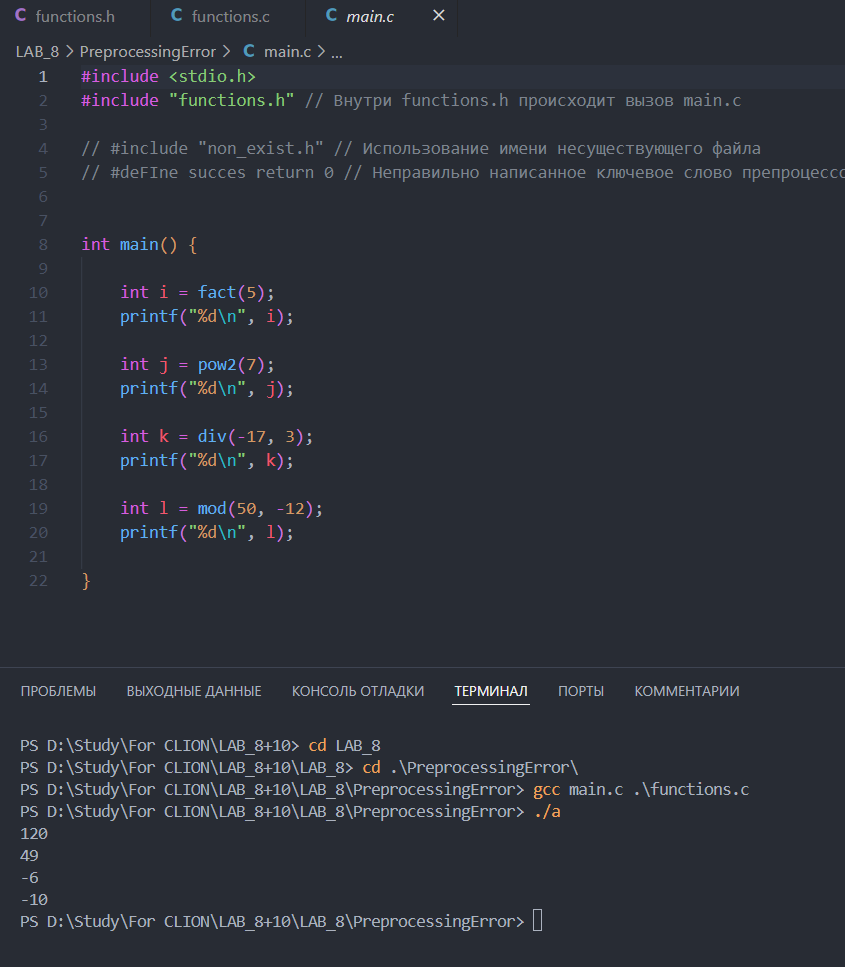 C functions.h C functions.c C main.c ×
LAB_8 > PreprocessingError > C main.c > ...
1 #include <stdio.h>
2 #include "functions.h" // Внутри functions.h происходит вызов main.c
3
4 // #include "non_exist.h" // Использование имени несуществующего файла
5 // #deFIne succes return 0 // Неправильно написанное ключевое слово препроцессо
6
7
8 int main() {
9
10 int i = fact(5);
11 printf("%d\n", i);
12
13 int j = pow2(7);
14 printf("%d\n", j);
15
16 int k = div(-17, 3);
17 printf("%d\n", k);
18
19 int l = mod(50, -12);
20 printf("%d\n", l);
21
22 }
ПРОБЛЕМЫ ВЫХОДНЫЕ ДАННЫЕ КОНСОЛЬ ОТЛАДКИ ТЕРМИНАЛ ПОРТЫ КОММЕНТАРИИ
PS D:\Study\For CLION\LAB_8+10> cd LAB_8
PS D:\Study\For CLION\LAB_8+10\LAB_8> cd .\PreprocessingError\
PS D:\Study\For CLION\LAB_8+10\LAB_8\PreprocessingError> gcc main.c .\functions.c
PS D:\Study\For CLION\LAB_8+10\LAB_8\PreprocessingError> ./a
120
49
-6
-10
PS D:\Study\For CLION\LAB_8+10\LAB_8\PreprocessingError>